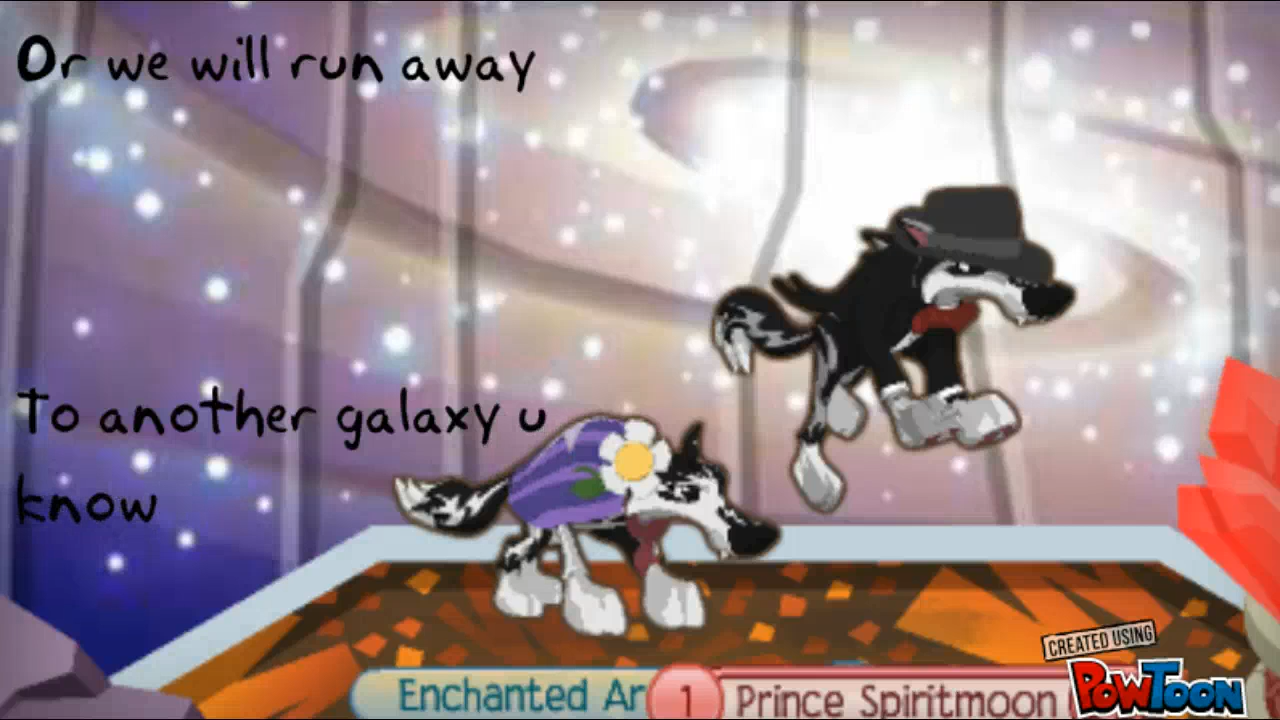 Or we will run away
To another galaxy u
know
Enchanted Ar
1
Prince Spiritmoon
CREATED USING
POWTOON